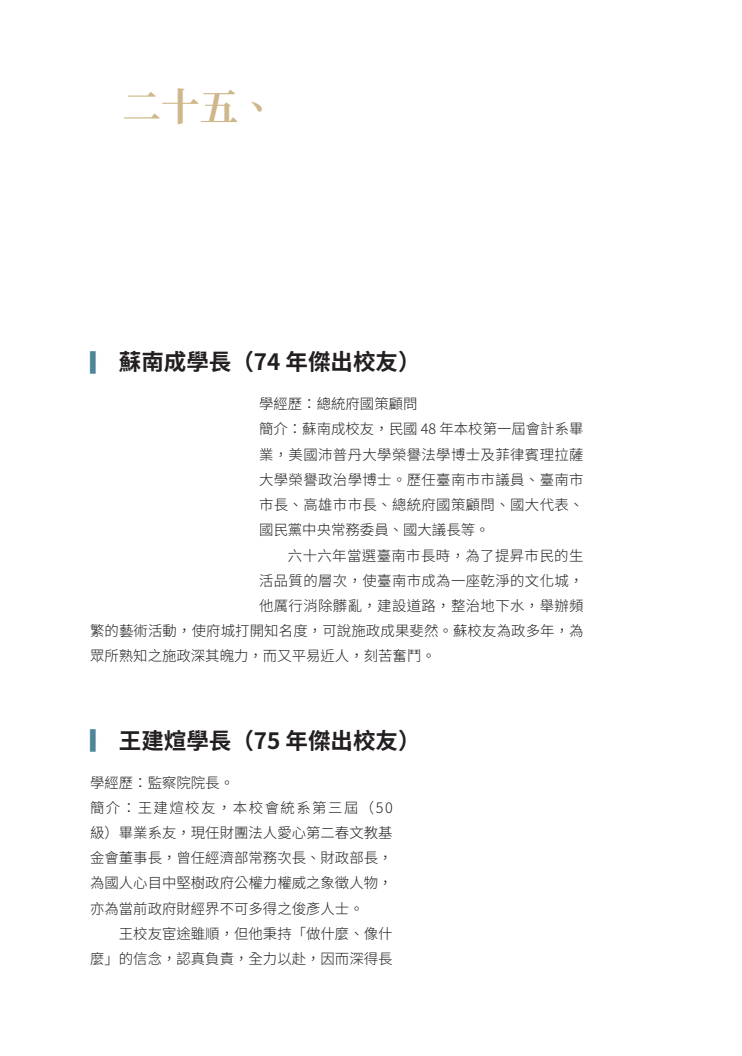 二十五、
蘇南成學長（74 年傑出校友）
學經歷：總統府國策顧問
簡介：蘇南成校友，民國 48 年本校第一屆會計系畢
業，美國沛普丹大學榮譽法學博士及菲律賓理拉薩
大學榮譽政治學博士。歷任臺南市市議員、臺南市
市長、高雄市市長、總統府國策顧問、國大代表、
國民黨中央常務委員、國大議長等。
六十六年當選臺南市長時，為了提昇市民的生
活品質的層次，使臺南市成為一座乾淨的文化城，
他厲行消除髒亂，建設道路，整治地下水，舉辦頻
繁的藝術活動，使府城打開知名度，可說施政成果斐然。蘇校友為政多年，為
眾所熟知之施政深其魄力，而又平易近人，刻苦奮鬥。
王建煊學長（75 年傑出校友）
學經歷：監察院院長。
簡介：王建煊校友，本校會統系第三屆（50
級）畢業系友，現任財團法人愛心第二春文教基
金會董事長，曾任經濟部常務次長、財政部長，
為國人心目中堅樹政府公權力權威之象徵人物，
亦為當前政府財經界不可多得之俊彥人士。
王校友宦途雖順，但他秉持「做什麼、像什
麼」的信念，認真負責，全力以赴，因而深得長